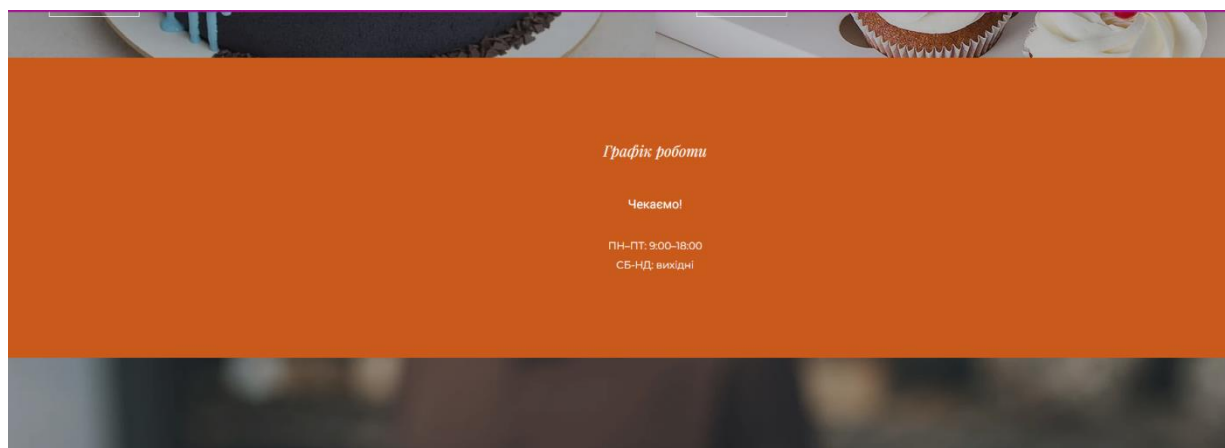 Графік роботи
Чекаємо!
ПН–ПТ: 9:00–18:00
СБ-НД: вихідні